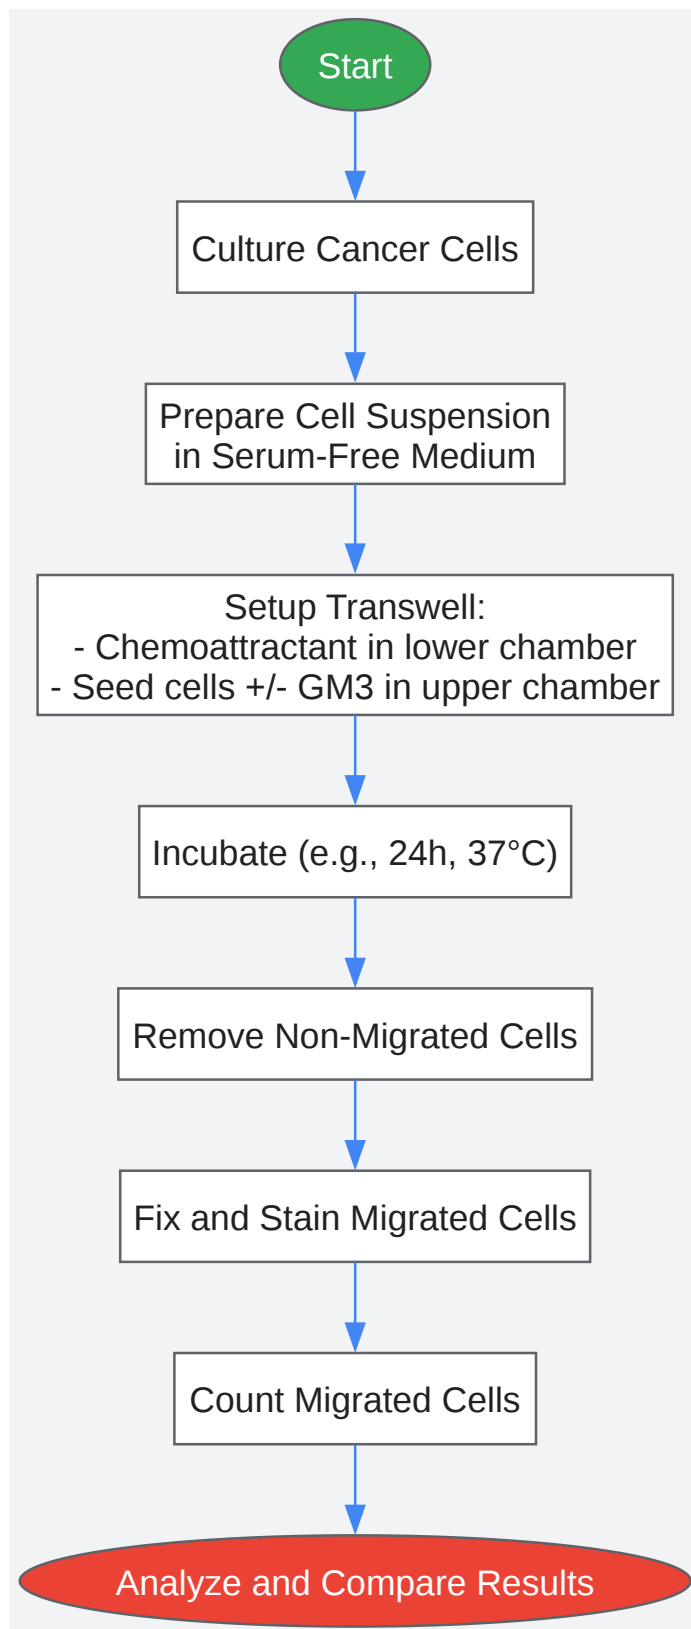 Start
Culture Cancer Cells
Prepare Cell Suspension
in Serum-Free Medium
Setup Transwell:
- Chemoattractant in lower chamber
- Seed cells +/- GM3 in upper chamber
Incubate (e.g., 24h, 37°C)
Remove Non-Migrated Cells
Fix and Stain Migrated Cells
Count Migrated Cells
Analyze and Compare Results